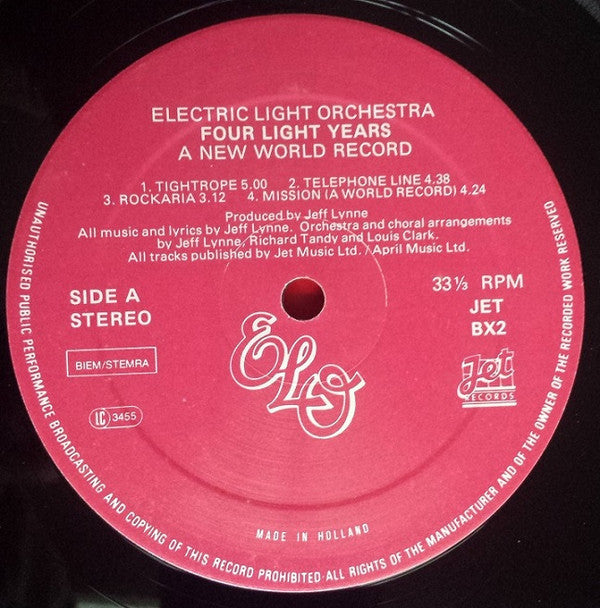 ELECTRIC LIGHT ORCHESTRA
FOUR LIGHT YEARS
A NEW WORLD RECORD
1. TIGHTROPE 5.00 2. TELEPHONE LINE 4.38
3. ROCKARIA 3.12 4. MISSION (A WORLD RECORD) 4.24
Produced by Jeff Lynne
All music and lyrics by Jeff Lynne. Orchestra and choral arrangements
by Jeff Lynne, Richard Tandy and Louis Clark.
All tracks published by Jet Music Ltd. / April Music Ltd.
SIDE A
STEREO
33⅓ RPM
JET
BX2
BIEM/STEMRA
LC 3455
ELO
Jet
RECORDS
MADE IN HOLLAND
UNAUTHORISED PUBLIC PERFORMANCE BROADCASTING AND COPYING OF THIS RECORD PROHIBITED·ALL RIGHTS OF THE MANUFACTURER AND OF THE OWNER OF THE RECORDED WORK RESERVED